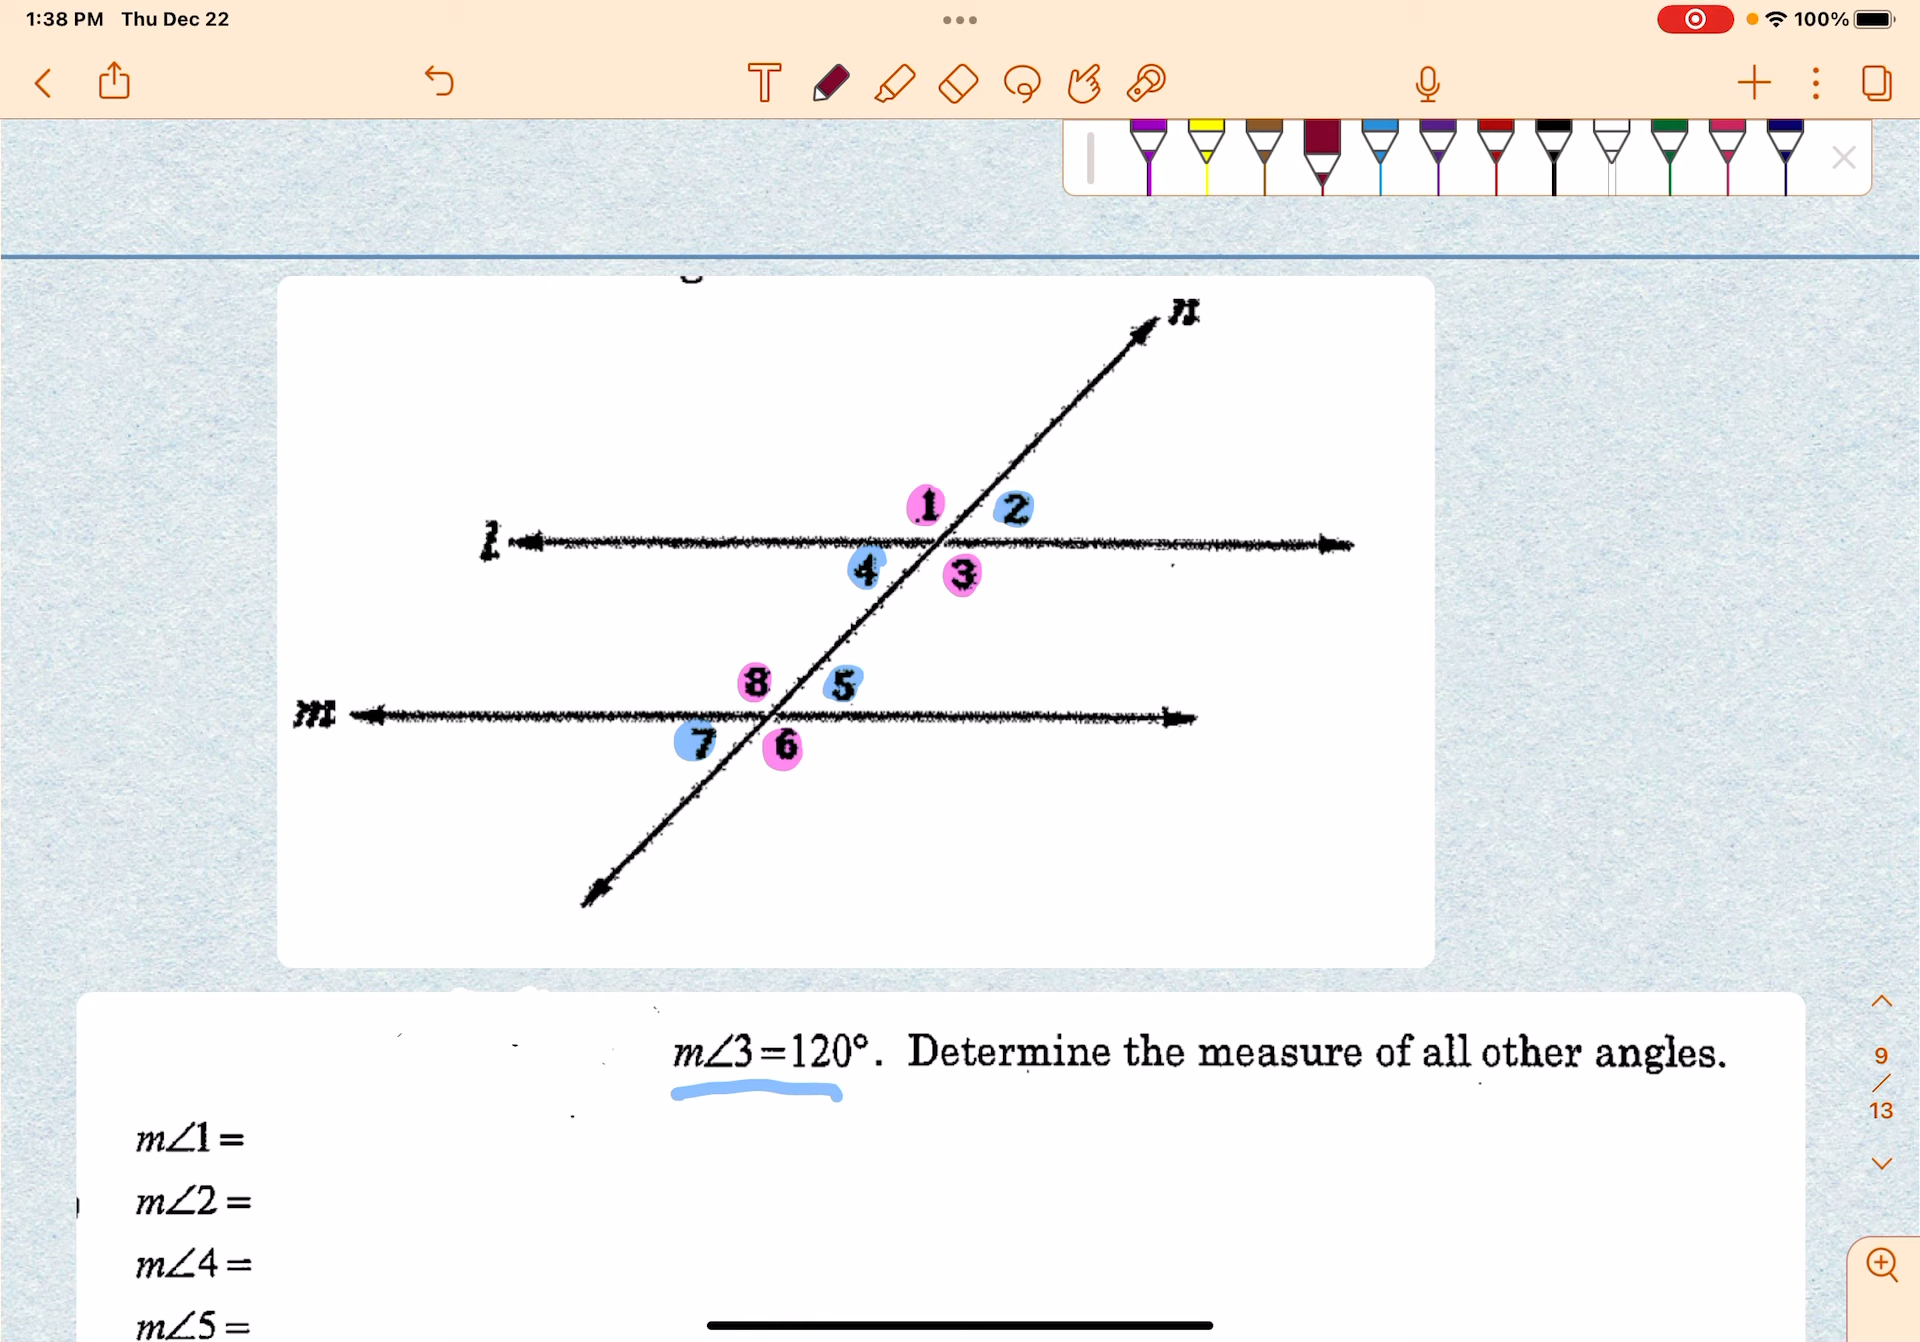 1:38 PM Thu Dec 22
100%
T
n
1 2
l
4 3
8 5
m
7 6
m∠3=120°. Determine the measure of all other angles.
9
/
13
m∠1=
m∠2=
m∠4=
m∠5=